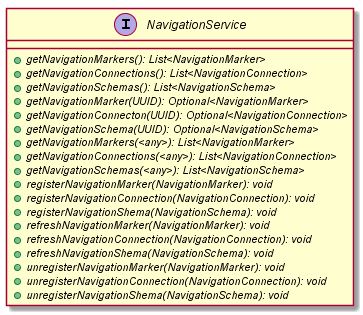 I NavigationService
getNavigationMarkers(): List<NavigationMarker>
getNavigationConnections(): List<NavigationConnection>
getNavigationSchemas(): List<NavigationSchema>
getNavigationMarker(UUID): Optional<NavigationMarker>
getNavigationConnecton(UUID): Optional<NavigationConnection>
getNavigationSchema(UUID): Optional<NavigationSchema>
getNavigationMarkers(<any>): List<NavigationMarker>
getNavigationConnections(<any>): List<NavigationConnection>
getNavigationSchemas(<any>): List<NavigationSchema>
registerNavigationMarker(NavigationMarker): void
registerNavigationConnection(NavigationConnection): void
registerNavigationShema(NavigationSchema): void
refreshNavigationMarker(NavigationMarker): void
refreshNavigationConnection(NavigationConnection): void
refreshNavigationShema(NavigationSchema): void
unregisterNavigationMarker(NavigationMarker): void
unregisterNavigationConnection(NavigationConnection): void
unregisterNavigationShema(NavigationSchema): void